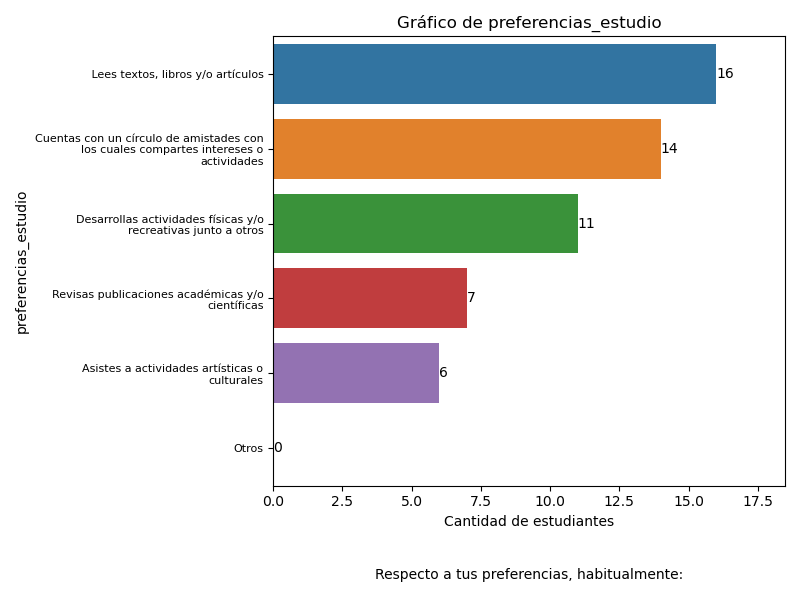 Gráfico de preferencias_estudio
preferencias_estudio
Lees textos, libros y/o artículos
16
Cuentas con un círculo de amistades con
los cuales compartes intereses o
actividades
14
Desarrollas actividades físicas y/o
recreativas junto a otros
11
Revisas publicaciones académicas y/o
científicas
7
Asistes a actividades artísticas o
culturales
6
Otros
0
0.0 2.5 5.0 7.5 10.0 12.5 15.0 17.5
Cantidad de estudiantes
Respecto a tus preferencias, habitualmente: